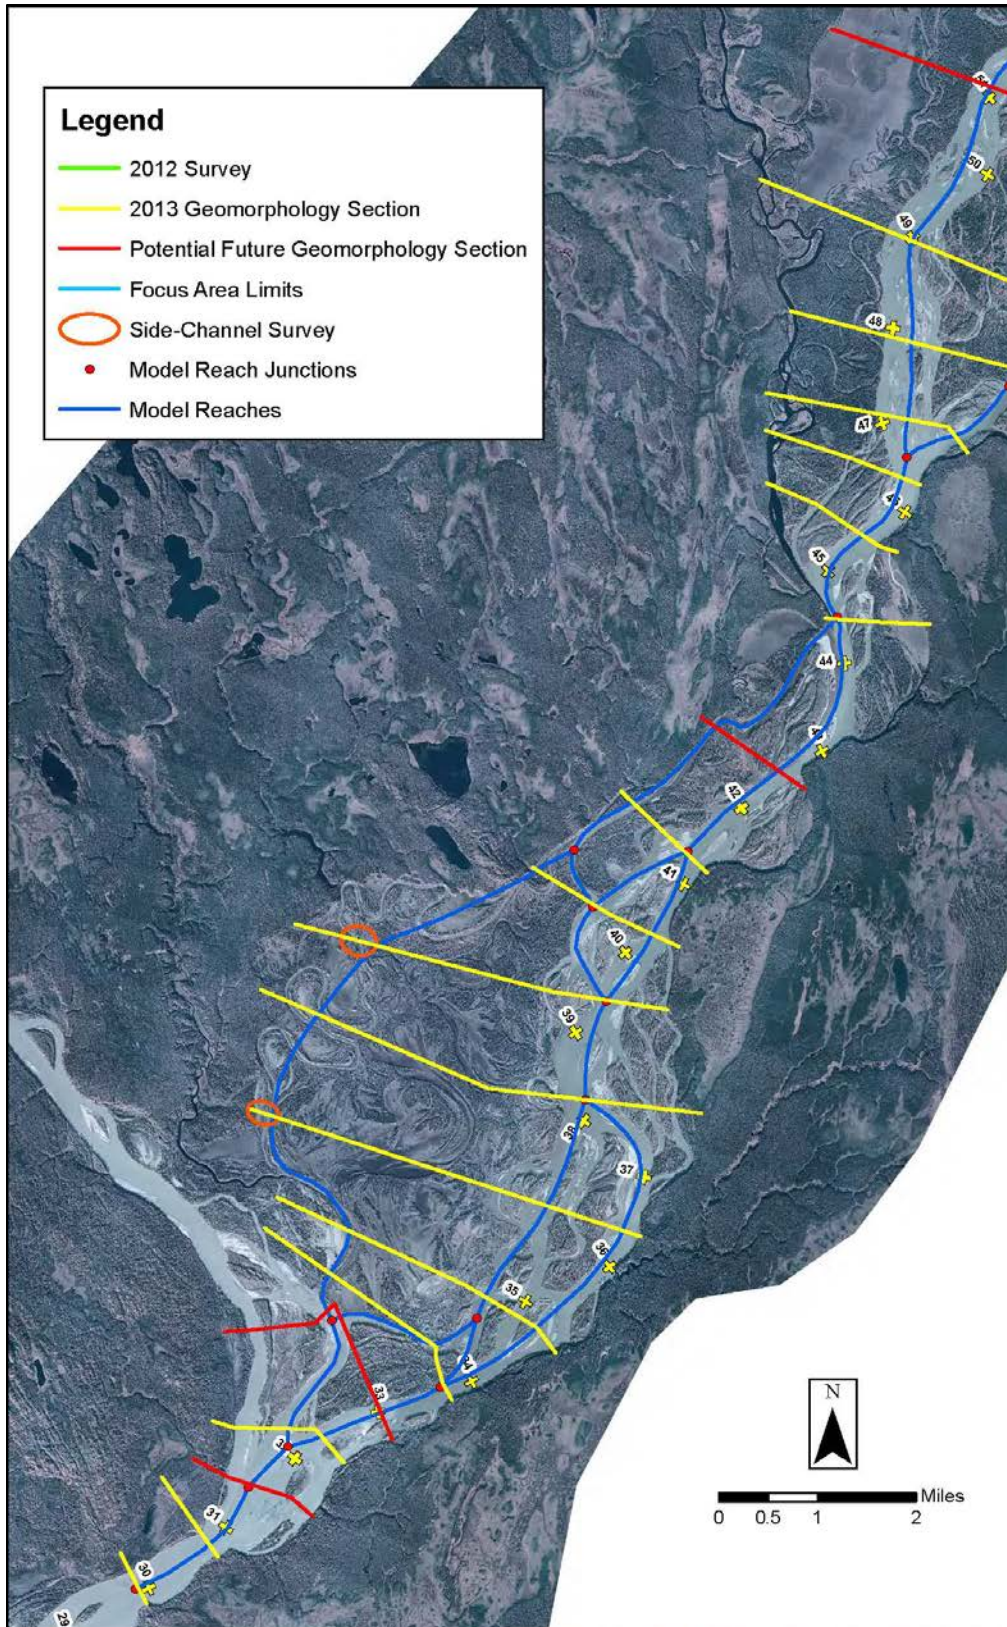 Legend
2012 Survey
2013 Geomorphology Section
Potential Future Geomorphology Section
Focus Area Limits
Side-Channel Survey
Model Reach Junctions
Model Reaches
50
49
48
47
45
44
42
41
40
39
38
37
36
35
34
33
31
30
29
N
Miles
0 0.5 1 2